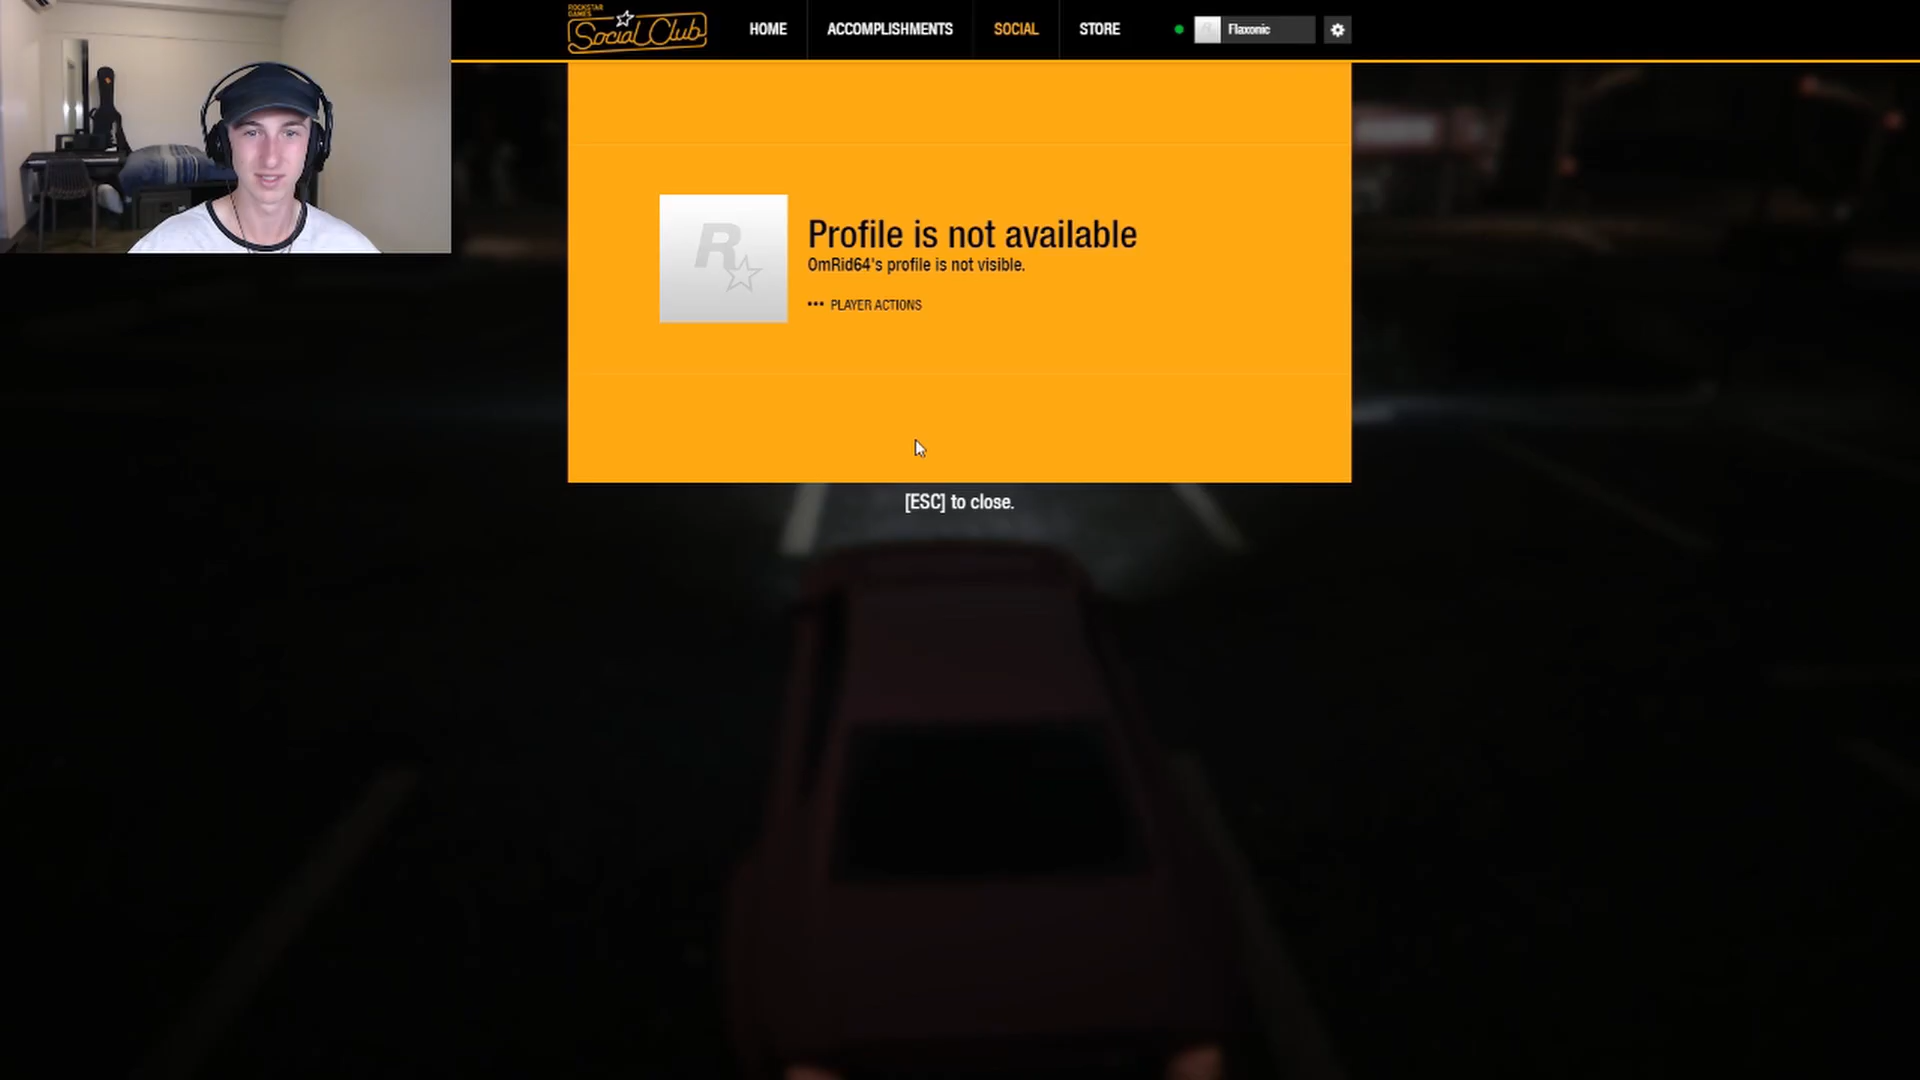 ROCKSTAR
GAMES
Social Club
HOME
ACCOMPLISHMENTS
SOCIAL
STORE
Flaxonic
Profile is not available
OmRid64's profile is not visible.
••• PLAYER ACTIONS
[ESC] to close.